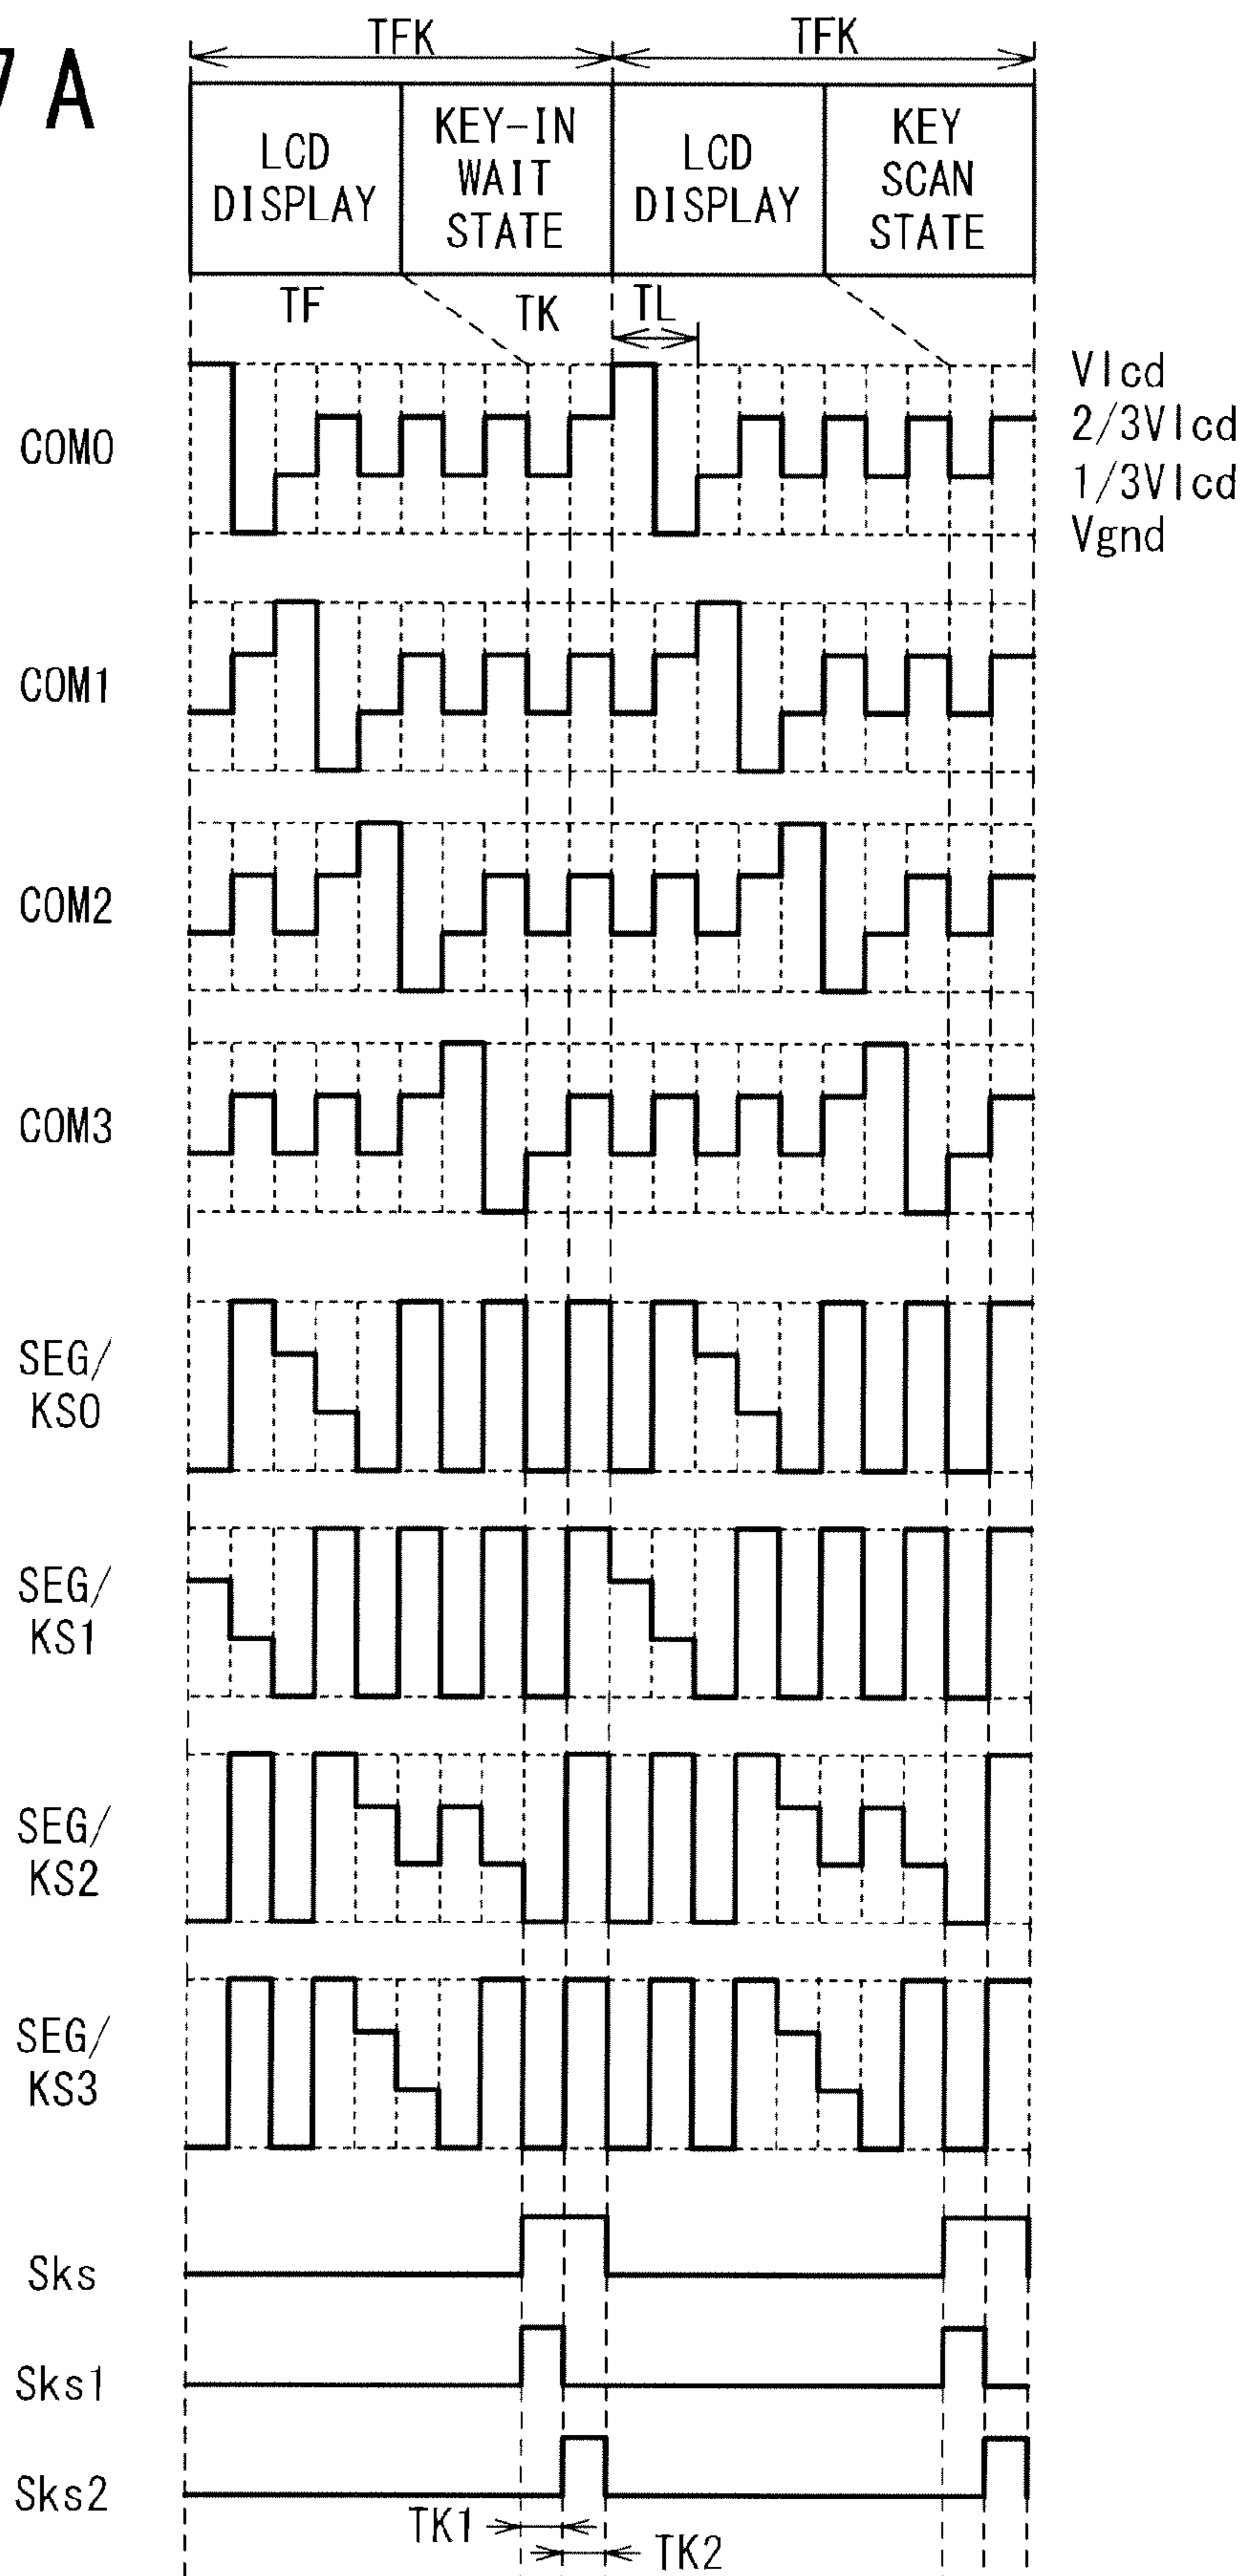 7 A
TFK
TFK
LCD
DISPLAY
KEY-IN
WAIT
STATE
LCD
DISPLAY
KEY
SCAN
STATE
TF
TK
TL
COM0
Vlcd
2/3Vlcd
1/3Vlcd
Vgnd
COM1
COM2
COM3
SEG/
KS0
SEG/
KS1
SEG/
KS2
SEG/
KS3
Sks
Sks1
Sks2
TK1
TK2